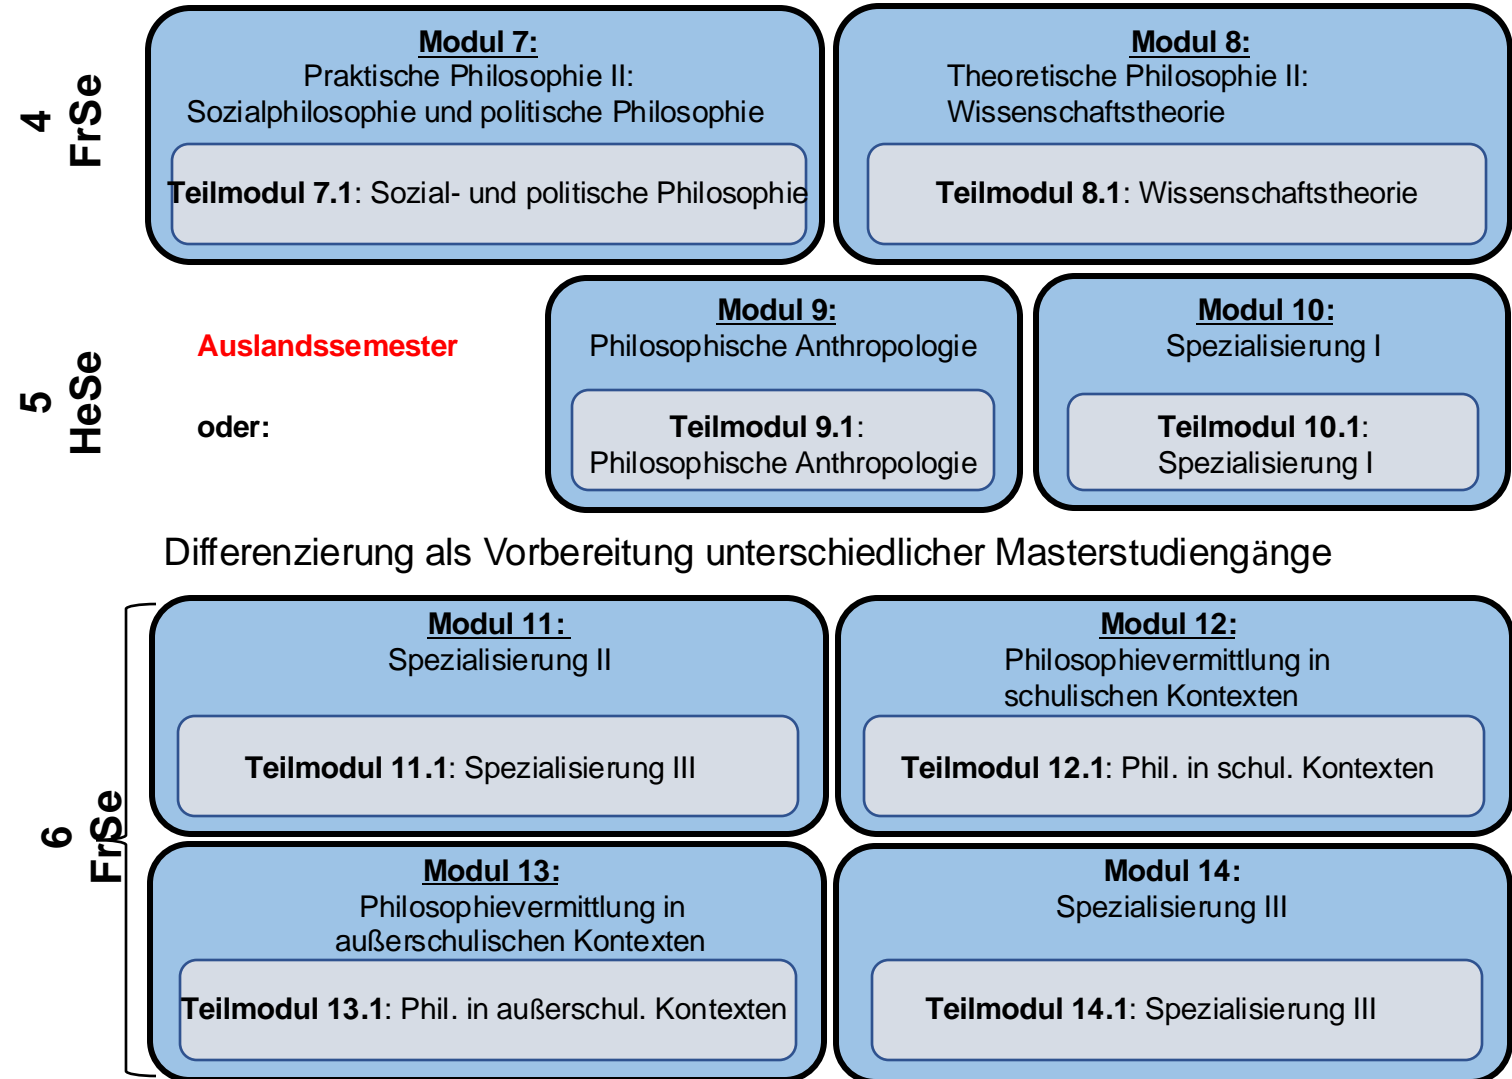 4
FrSe
Modul 7:
Praktische Philosophie II:
Sozialphilosophie und politische Philosophie
Teilmodul 7.1: Sozial- und politische Philosophie
Modul 8:
Theoretische Philosophie II:
Wissenschaftstheorie
Teilmodul 8.1: Wissenschaftstheorie
5
HeSe
Auslandssemester
oder:
Modul 9:
Philosophische Anthropologie
Teilmodul 9.1:
Philosophische Anthropologie
Modul 10:
Spezialisierung I
Teilmodul 10.1:
Spezialisierung I
Differenzierung als Vorbereitung unterschiedlicher Masterstudiengänge
6
FrSe
Modul 11:
Spezialisierung II
Teilmodul 11.1: Spezialisierung III
Modul 12:
Philosophievermittlung in
schulischen Kontexten
Teilmodul 12.1: Phil. in schul. Kontexten
Modul 13:
Philosophievermittlung in
außerschulischen Kontexten
Teilmodul 13.1: Phil. in außerschul. Kontexten
Modul 14:
Spezialisierung III
Teilmodul 14.1: Spezialisierung III